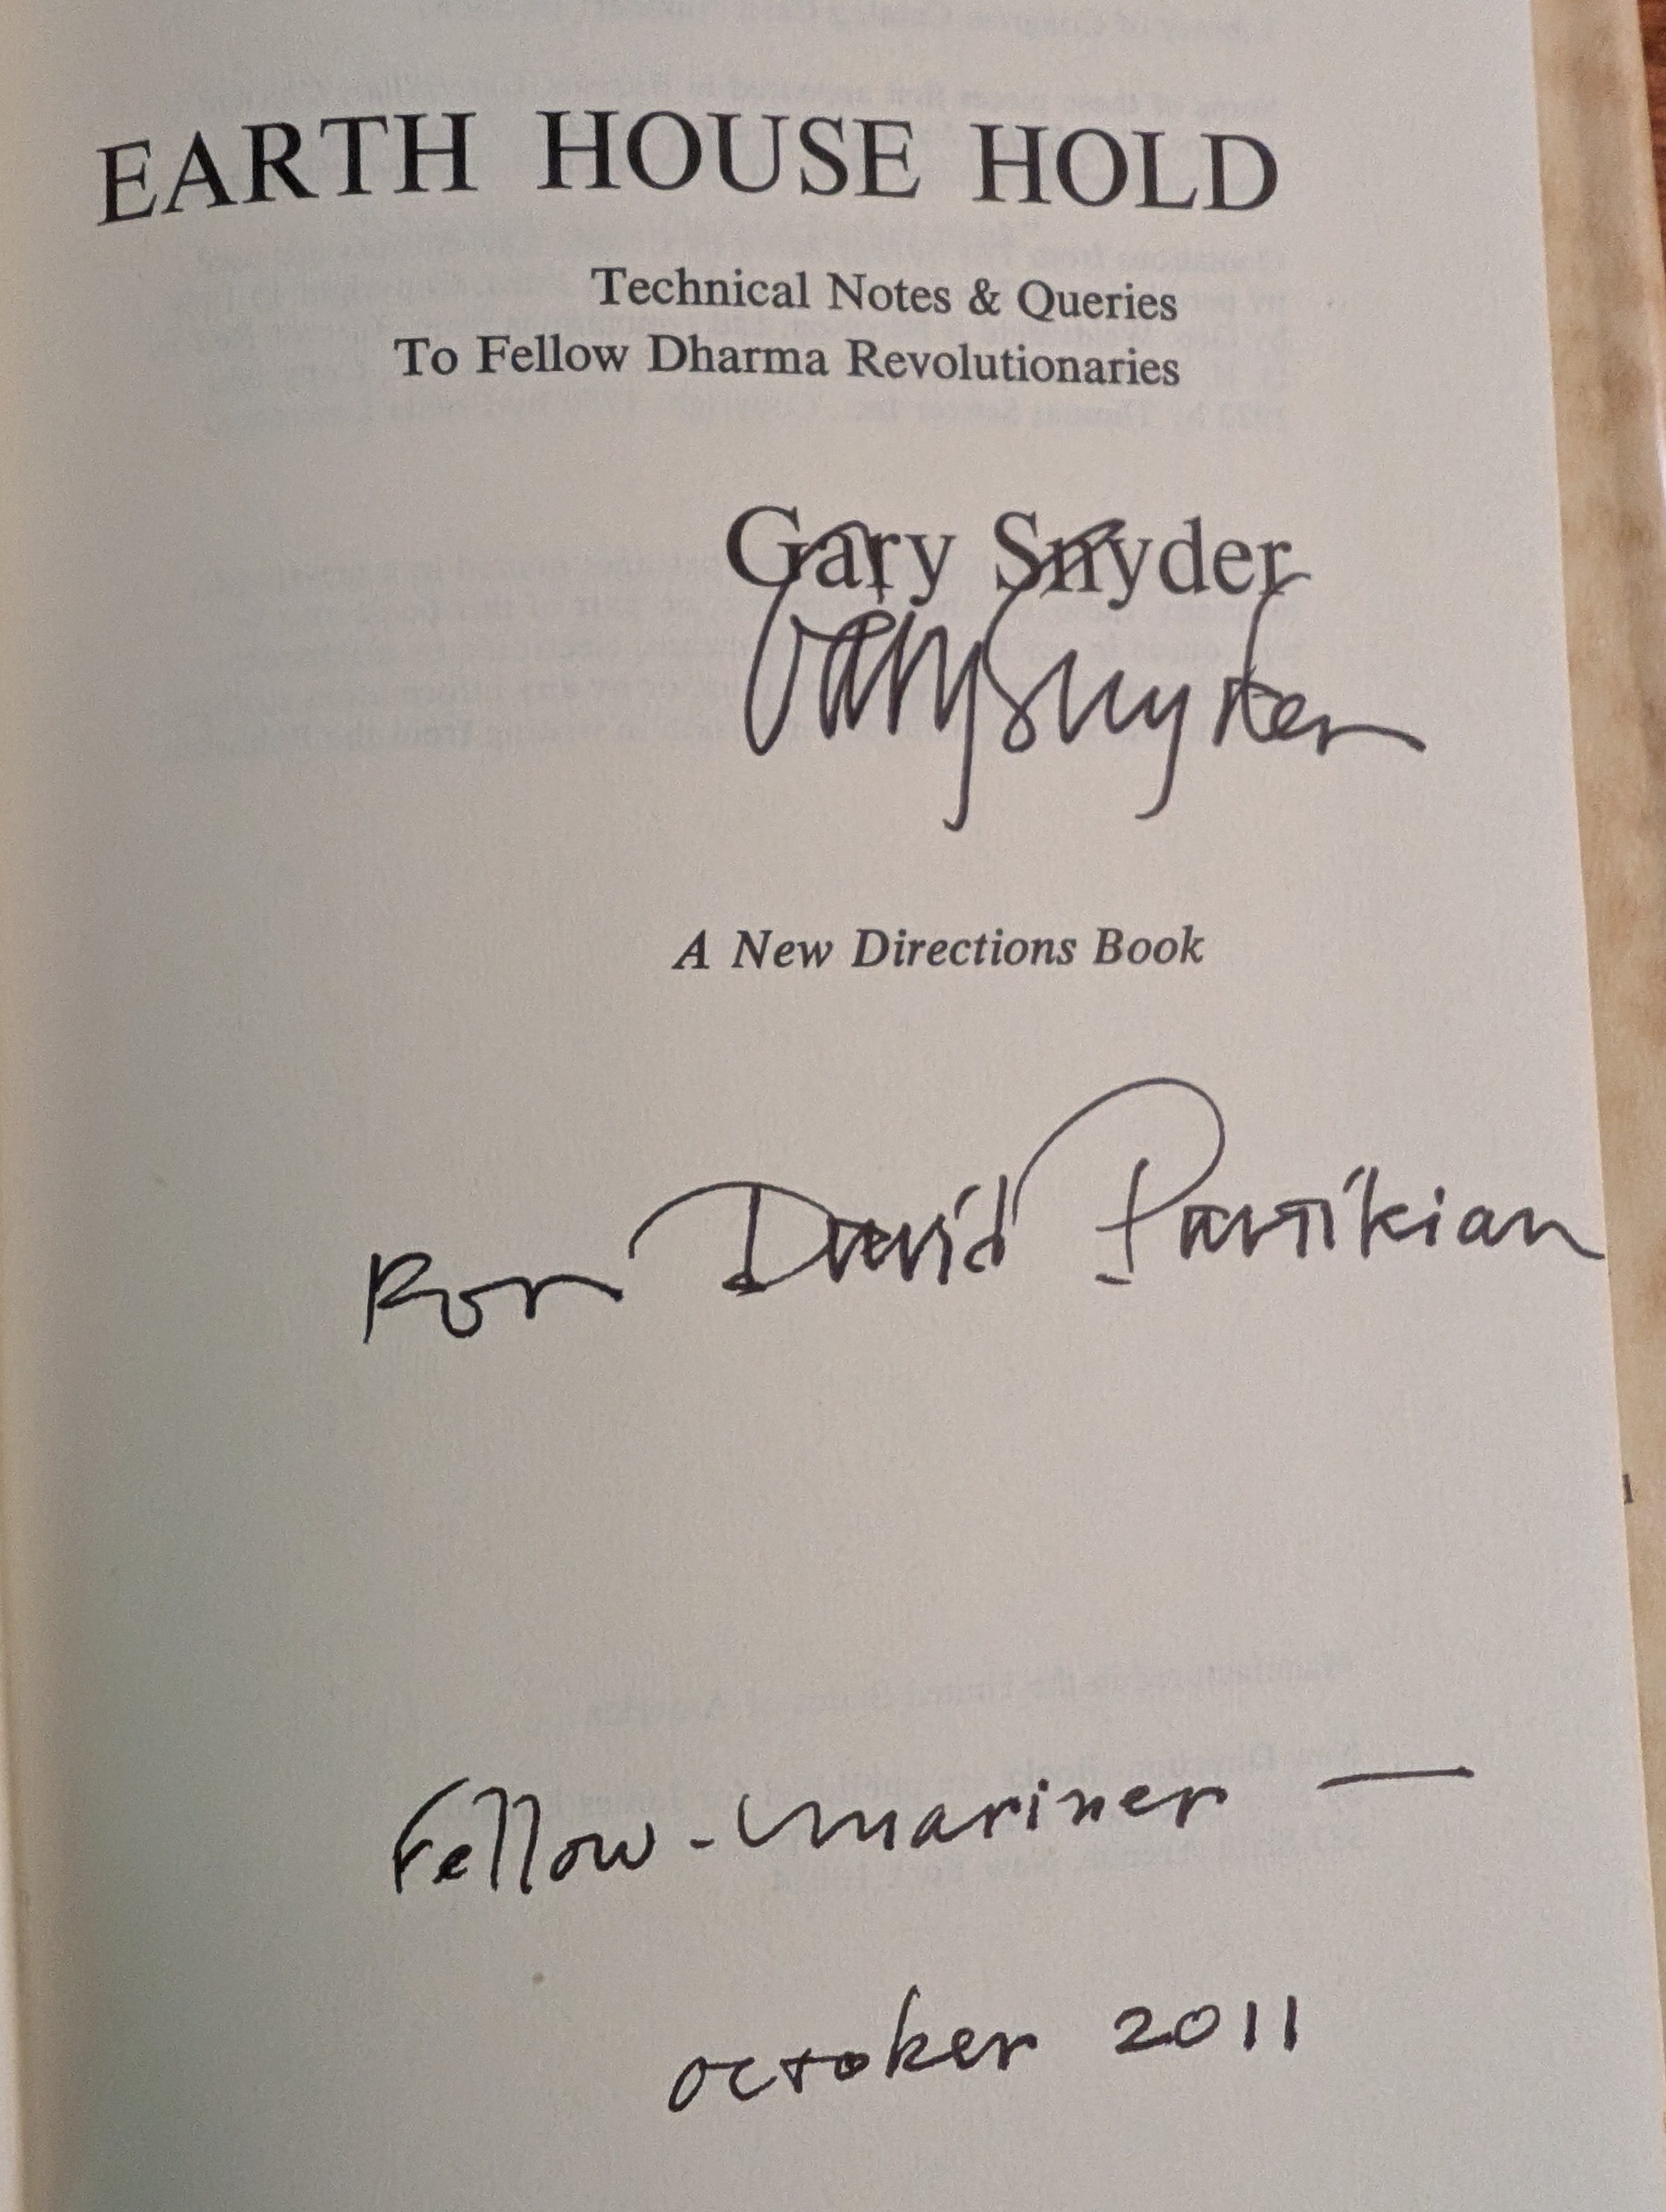 EARTH HOUSE HOLD
Technical Notes & Queries
To Fellow Dharma Revolutionaries
Gary Snyder
Gary Snyder
A New Directions Book
For David Partikian
Fellow-mariner —
october 2011